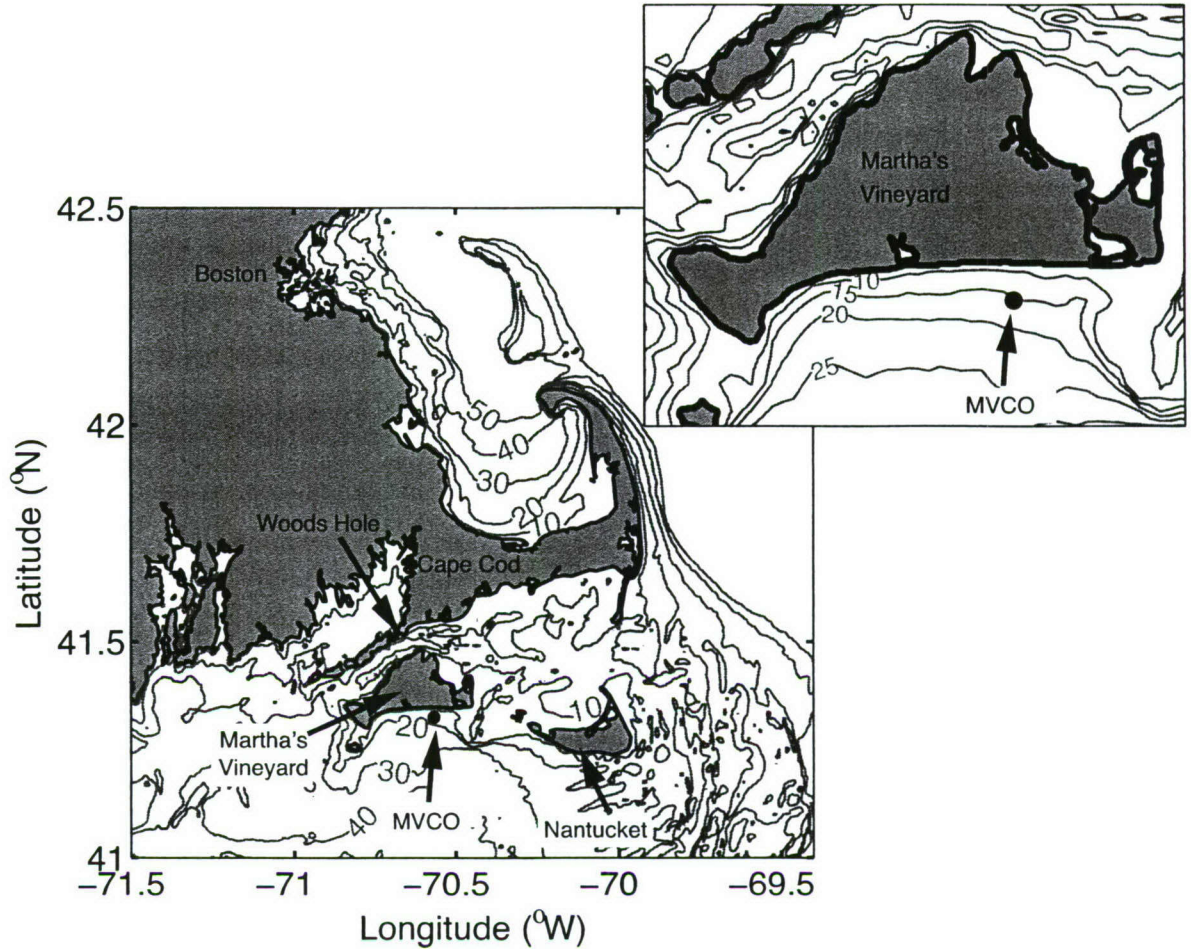 Martha's
Vineyard
10
15
20
25
MVCO
42.5
42
41.5
41
Latitude (°N)
Boston
50
40
30
20
10
Woods Hole
Cape Cod
10
20
Martha's
Vineyard
30
40
MVCO
Nantucket
−71.5
−71
−70.5
−70
−69.5
Longitude (°W)